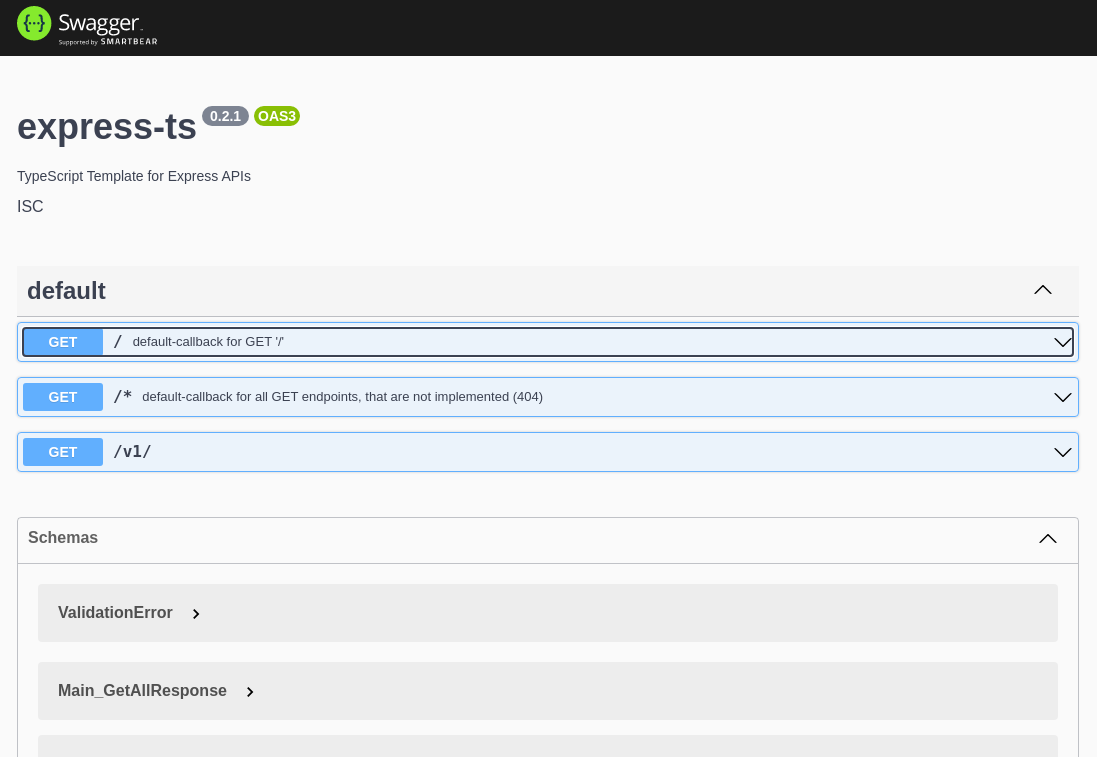 Swagger
Supported by SMARTBEAR
express-ts 0.2.1 OAS3
TypeScript Template for Express APIs
ISC
default
GET / default-callback for GET '/'
GET /* default-callback for all GET endpoints, that are not implemented (404)
GET /v1/
Schemas
ValidationError
Main_GetAllResponse